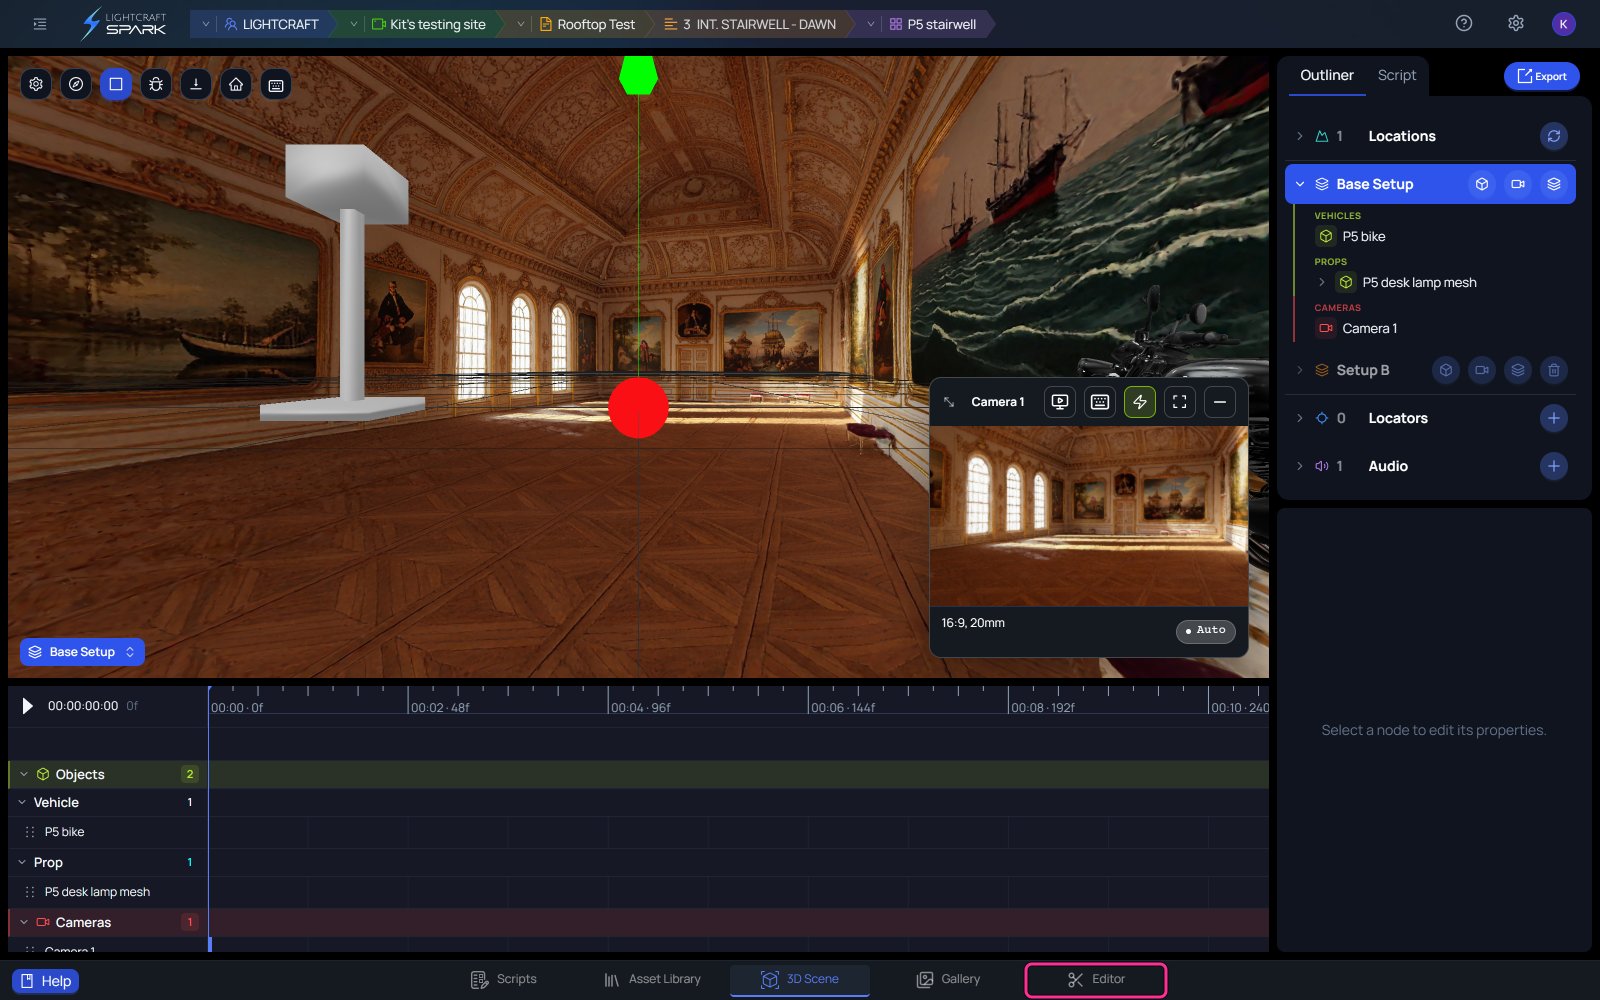 LIGHTCRAFT SPARK
LIGHTCRAFT
Kit's testing site
Rooftop Test
3 INT. STAIRWELL - DAWN
P5 stairwell
K
Outliner
Script
Export
1 Locations
Base Setup
VEHICLES
P5 bike
PROPS
P5 desk lamp mesh
CAMERAS
Camera 1
Setup B
0 Locators
1 Audio
Camera 1
16:9, 20mm
Auto
Base Setup
Select a node to edit its properties.
00:00:00:00 0f
00:00 · 0f
00:02 · 48f
00:04 · 96f
00:06 · 144f
00:08 · 192f
00:10 · 240
Objects 2
Vehicle 1
P5 bike
Prop 1
P5 desk lamp mesh
Cameras 1
Camera 1
Help
Scripts
Asset Library
3D Scene
Gallery
Editor